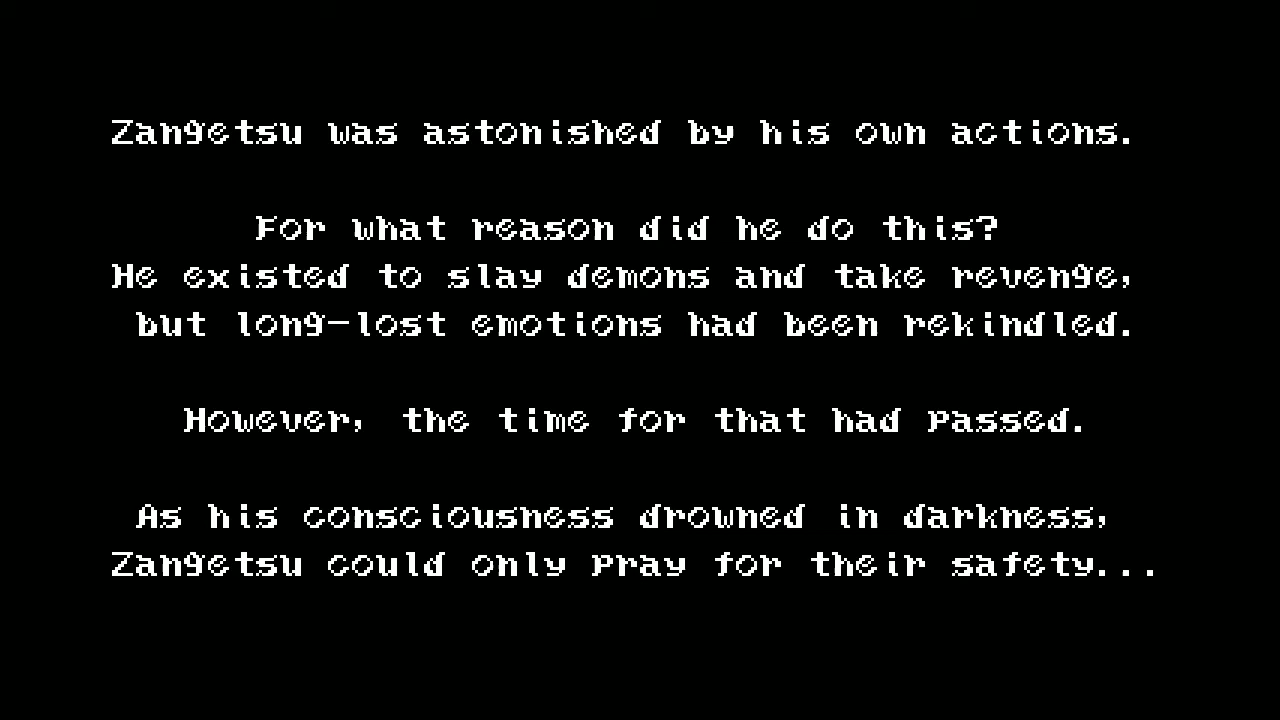 Zangetsu was astonished by his own actions.
For what reason did he do this?
He existed to slay demons and take revenge,
but long-lost emotions had been rekindled.
However, the time for that had passed.
As his consciousness drowned in darkness,
Zangetsu could only pray for their safety...